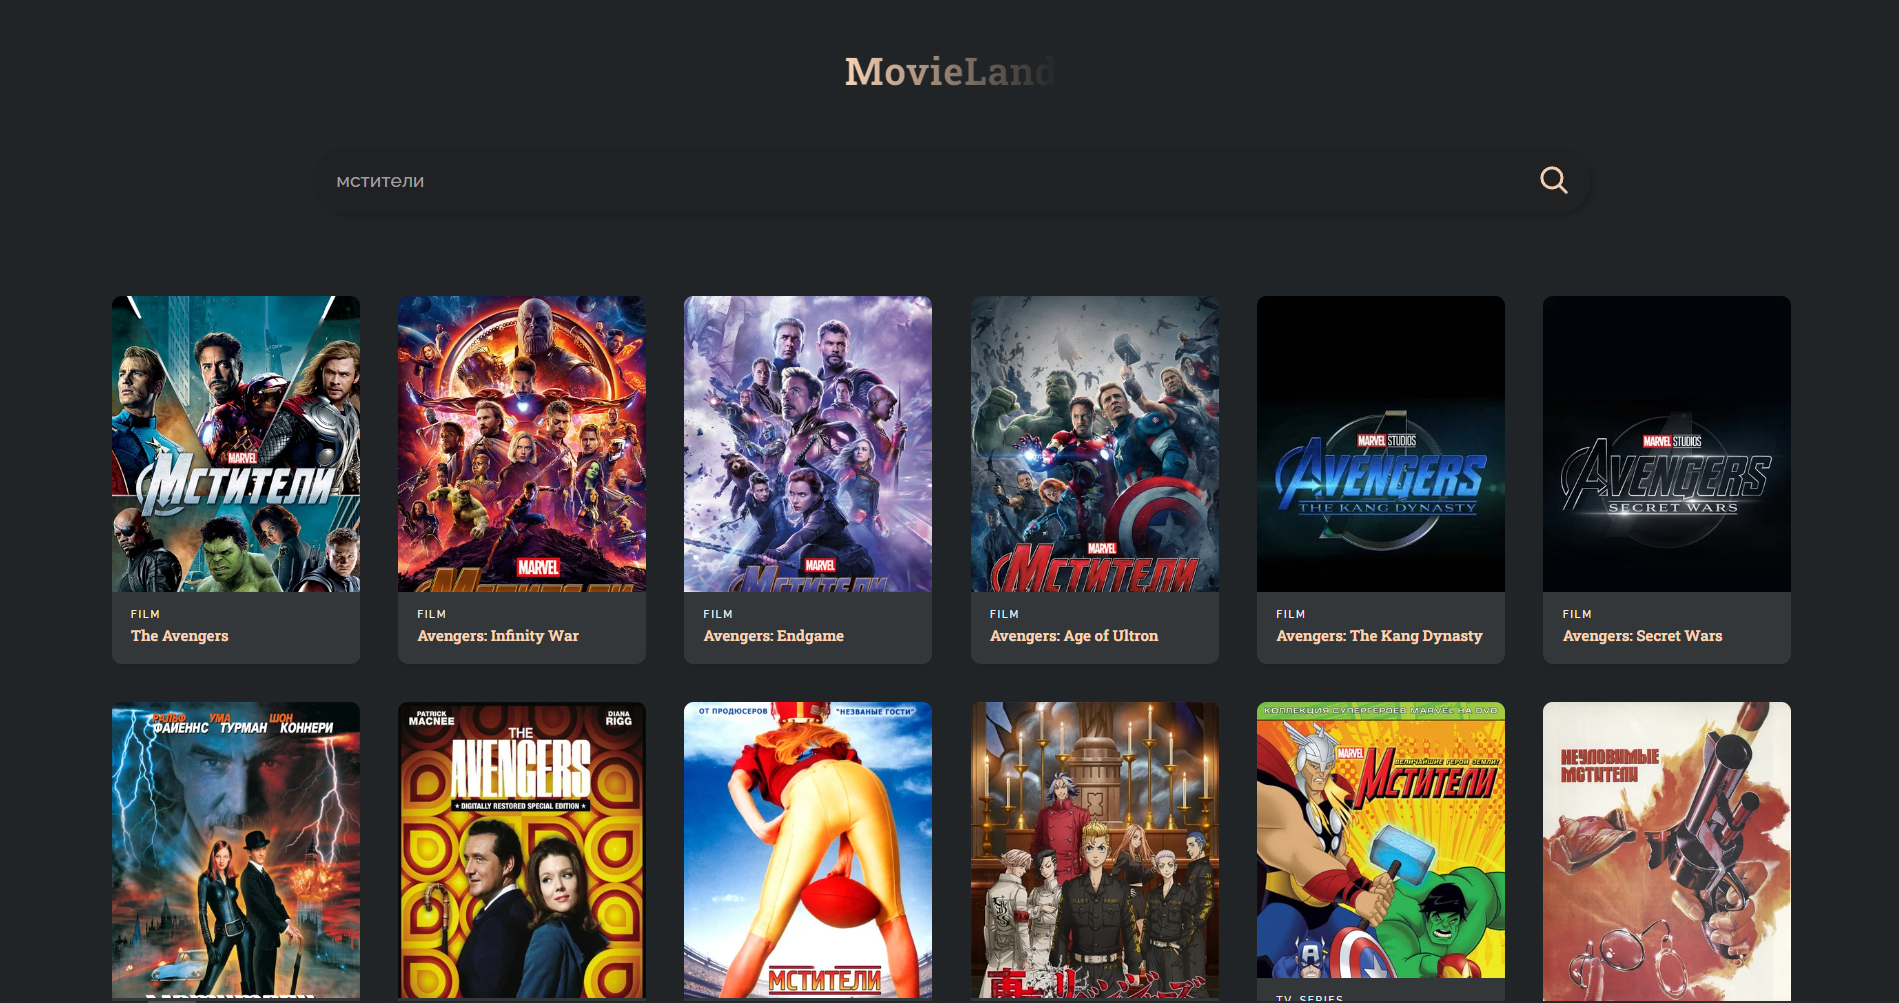 MovieLand
мстители
MARVEL
МСТИТЕЛИ
MARVEL
МСТИТЕЛИ
MARVEL
МСТИТЕЛИ
MARVEL
МСТИТЕЛИ
MARVEL STUDIOS
AVENGERS
THE KANG DYNASTY
MARVEL STUDIOS
AVENGERS
SECRET WARS
FILM
The Avengers
FILM
Avengers: Infinity War
FILM
Avengers: Endgame
FILM
Avengers: Age of Ultron
FILM
Avengers: The Kang Dynasty
FILM
Avengers: Secret Wars
РАЛЬФ УМА ШОН
ФАЙЕННС ТУРМАН КОННЕРИ
PATRICK MACNEE
DIANA RIGG
THE
AVENGERS
DIGITALLY RESTORED SPECIAL EDITION
ОТ ПРОДЮСЕРОВ "НЕЗВАНЫЕ ГОСТИ"
МСТИТЕЛИ
КОЛЛЕКЦИЯ СУПЕРГЕРОЕВ MARVEL НА DVD
MARVEL
ВЕЛИЧАЙШИЕ ГЕРОИ ЗЕМЛИ!
МСТИТЕЛИ
TV_SERIES
НЕУЛОВИМЫЕ
МСТИТЕЛИ